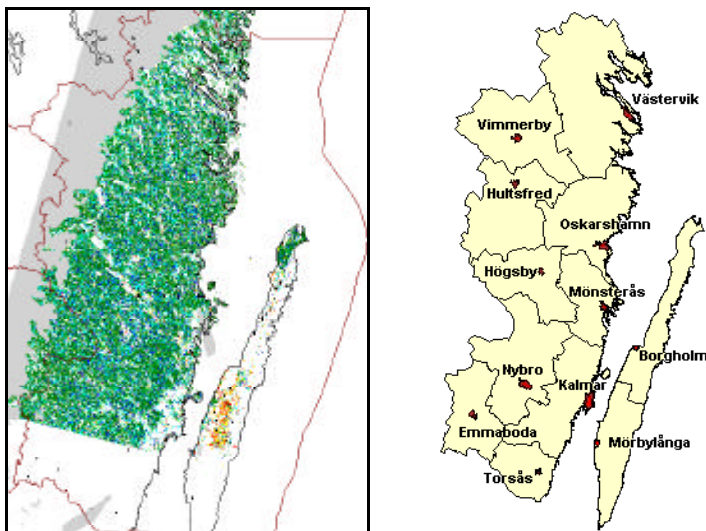 Västervik
Vimmerby
Hultsfred
Oskarshamn
Högsby
Mönsterås
Borgholm
Nybro
Kalmar
Emmaboda
Mörbylånga
Torsås